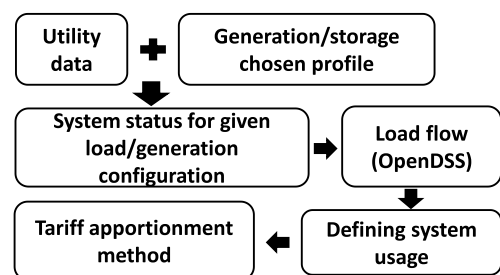 Utility
data
Generation/storage
chosen profile
System status for given
load/generation
configuration
Load flow
(OpenDSS)
Defining system
usage
Tariff apportionment
method